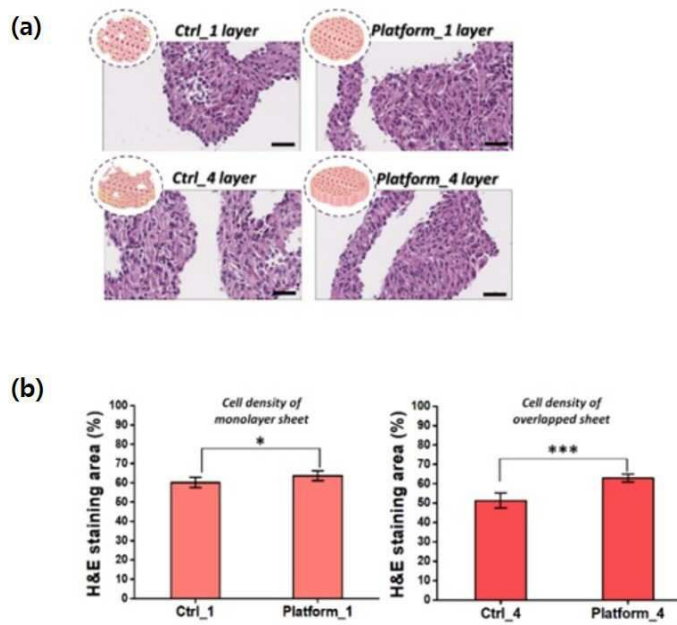 (a)
Ctrl_1 layer
Platform_1 layer
Ctrl_4 layer
Platform_4 layer
(b)
H&E staining area (%)
100
90
80
70
60
50
40
30
20
10
0
Cell density of
monolayer sheet
*
Ctrl_1
Platform_1
H&E staining area (%)
100
90
80
70
60
50
40
30
20
10
0
Cell density of
overlapped sheet
***
Ctrl_4
Platform_4